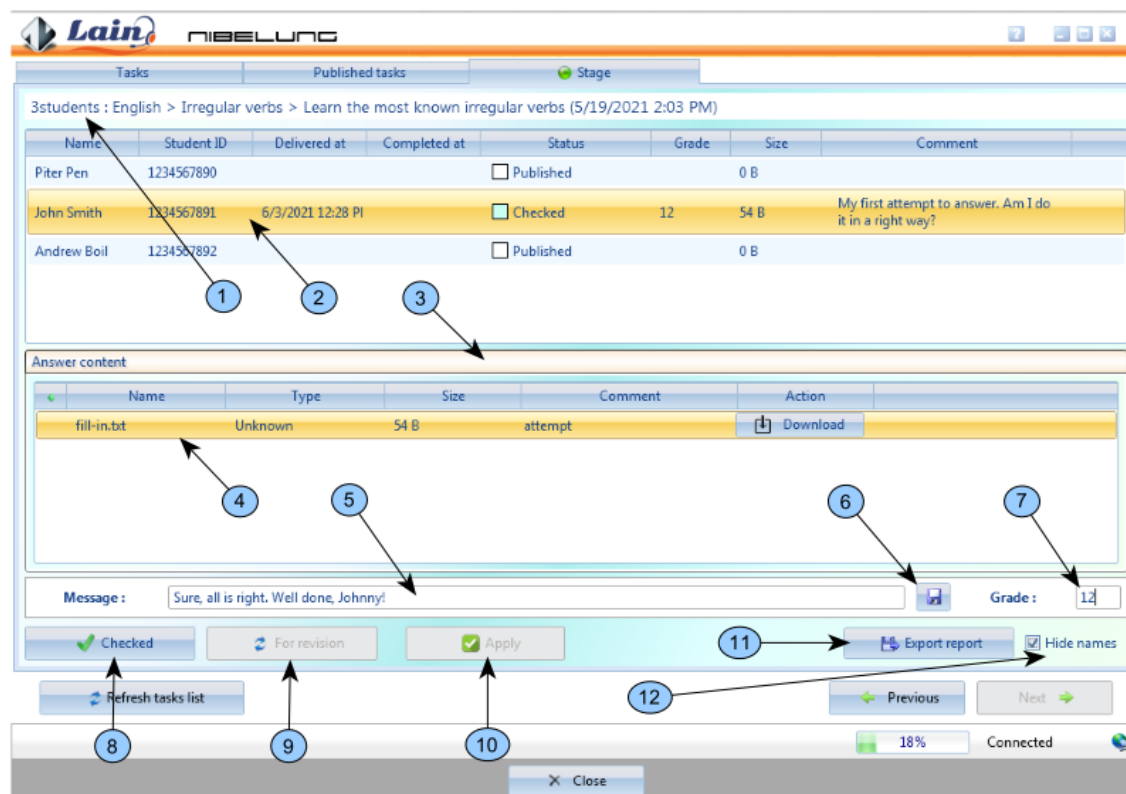 Lain NIBELUNG
Tasks Published tasks Stage
3students : English > Irregular verbs > Learn the most known irregular verbs (5/19/2021 2:03 PM)
Name Student ID Delivered at Completed at Status Grade Size Comment
Piter Pen 1234567890 Published 0 B
John Smith 1234567891 6/3/2021 12:28 PI Checked 12 54 B My first attempt to answer. Am I do
it in a right way?
Andrew Boil 1234567892 Published 0 B
1 2 3
Answer content
Name Type Size Comment Action
fill-in.txt Unknown 54 B attempt Download
4 5 6 7
Message : Sure, all is right. Well done, Johnny! Grade : 12
Checked For revision Apply 11 Export report Hide names
Refresh tasks list 12 Previous Next
8 9 10 18% Connected
Close